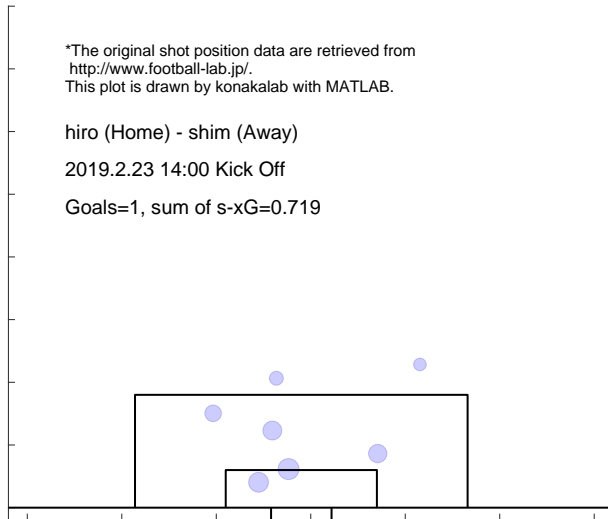 *The original shot position data are retrieved from
http://www.football-lab.jp/.
This plot is drawn by konakalab with MATLAB.
hiro (Home) - shim (Away)
2019.2.23 14:00 Kick Off
Goals=1, sum of s-xG=0.719